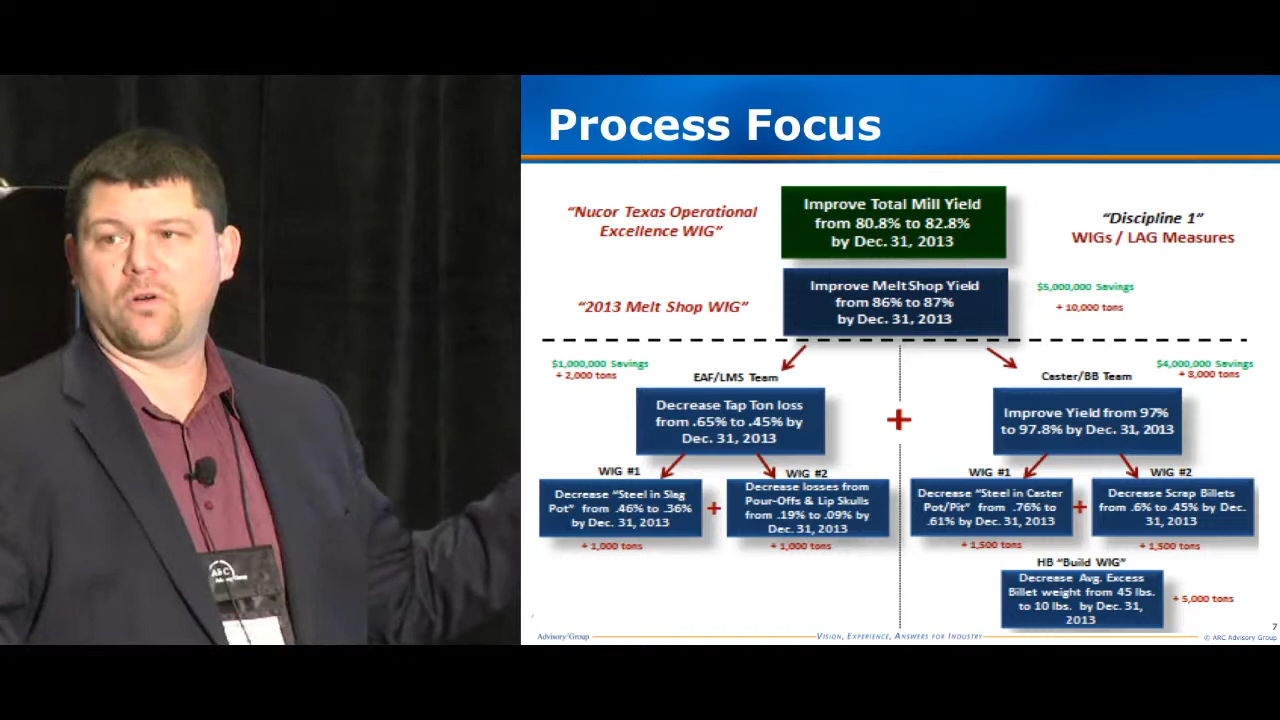 Process Focus
“Nucor Texas Operational
Excellence WIG”
Improve Total Mill Yield
from 80.8% to 82.8%
by Dec. 31, 2013
“Discipline 1”
WIGs / LAG Measures
“2013 Melt Shop WIG”
Improve Melt Shop Yield
from 86% to 87%
by Dec. 31, 2013
$5,000,000 Savings
+ 10,000 tons
$1,000,000 Savings
+ 2,000 tons
EAF/LMS Team
Decrease Tap Ton loss
from .65% to .45% by
Dec. 31, 2013
+
Caster/BB Team
$4,000,000 Savings
+ 8,000 tons
Improve Yield from 97%
to 97.8% by Dec. 31, 2013
WIG #1
Decrease “Steel in Slag
Pot” from .46% to .36%
by Dec. 31, 2013
+ 1,000 tons
+
WIG #2
Decrease losses from
Pour-Offs & Lip Skulls
from .19% to .09% by
Dec. 31, 2013
+ 1,000 tons
WIG #1
Decrease “Steel in Caster
Pot/Pit” from .76% to
.61% by Dec. 31, 2013
+ 1,500 tons
+
WIG #2
Decrease Scrap Billets
from .6% to .45% by Dec.
31, 2013
+ 1,500 tons
HB “Build WIG”
Decrease Avg. Excess
Billet weight from 45 lbs.
to 10 lbs. by Dec. 31,
2013
+ 5,000 tons
7
Advisory Group
VISION, EXPERIENCE, ANSWERS FOR INDUSTRY
© ARC Advisory Group
ARC
Advisory Group